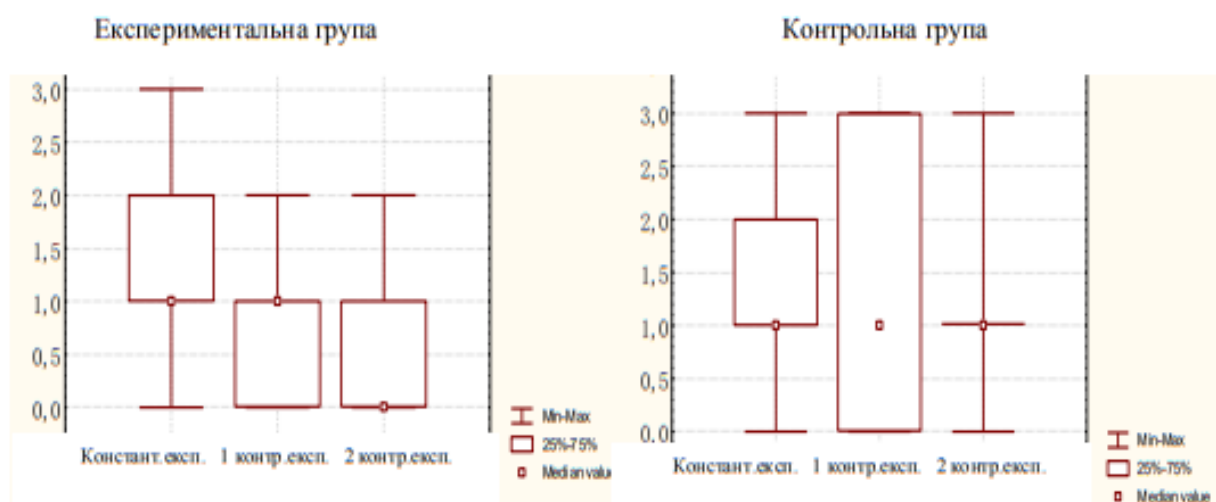 Експериментальна група
3,0
2,5
2,0
1,5
1,0
0,5
0,0
Констант.експ. 1 контр.експ. 2 контр.експ.
Min-Max
25%-75%
Median value
Контрольна група
3,0
2,5
2,0
1,5
1,0
0,5
0.0
Констант.експ. 1 контр.експ. 2 контр.експ.
Min-Max
25%-75%
Median value